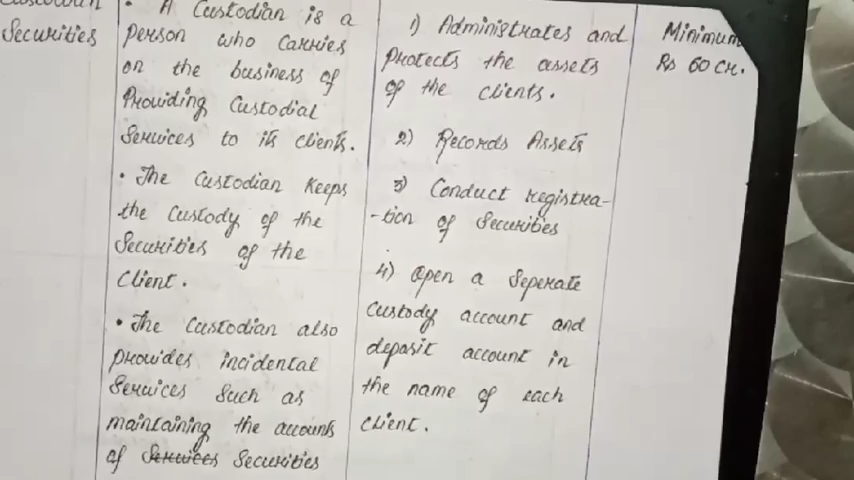 Securities
• A Custodian is a
person who carries
on the business of
Providing Custodial
Services to its clients.
• The Custodian Keeps
the Custody of the
Securities of the
Client.
• The Custodian also
provides incidental
Services Such as
maintaining the accounts
of Services Securities
1) Administrates and
Protects the assets
of the clients.
2) Records Assets
3) Conduct registra-
-tion of Securities
4) Open a Seperate
Custody account and
deposit account in
the name of each
client.
Minimum
Rs 60 Cr.